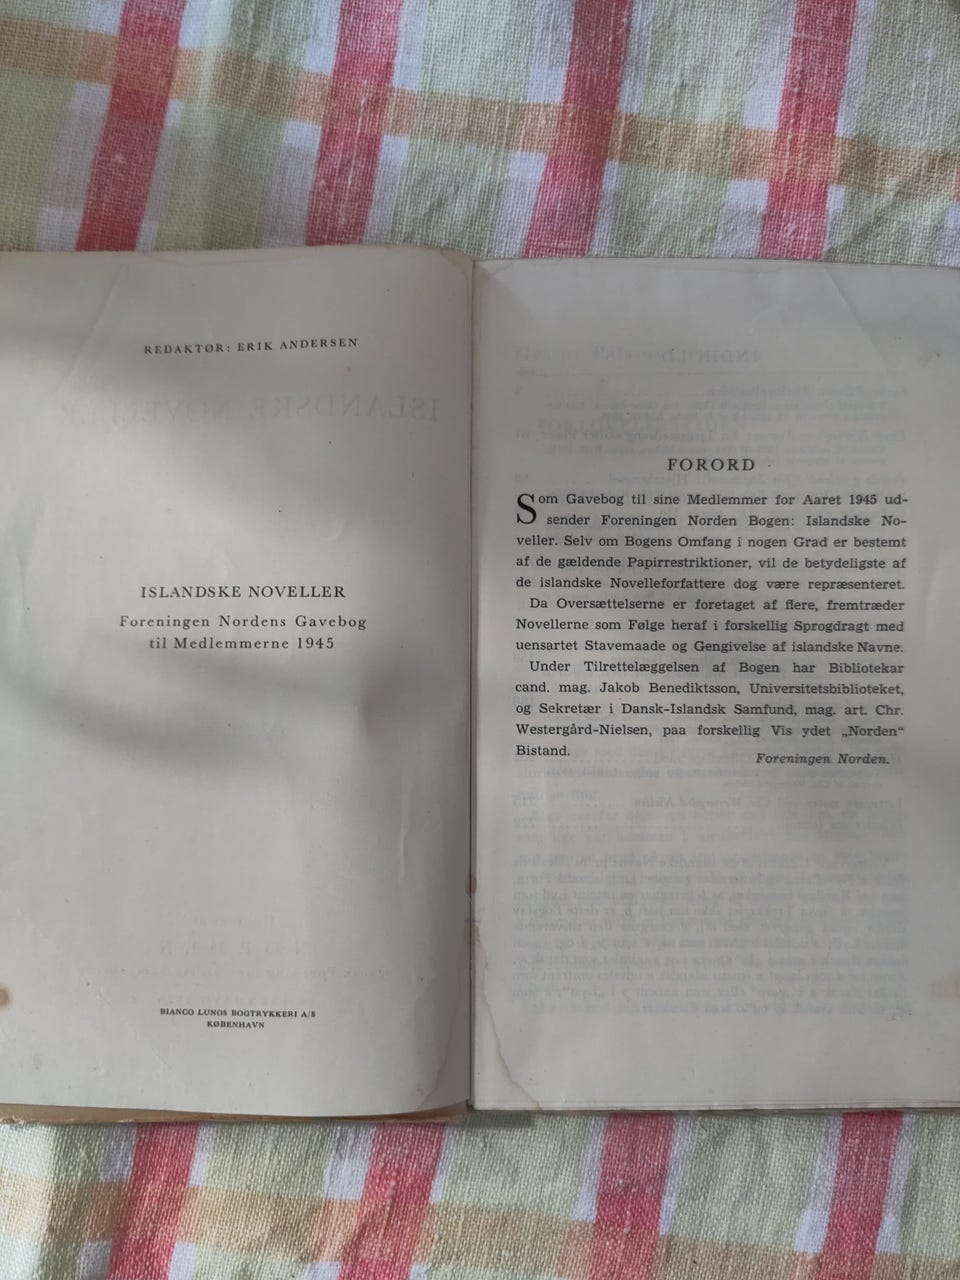 REDAKTØR: ERIK ANDERSEN
ISLANDSKE NOVELLER
Foreningen Nordens Gavebog
til Medlemmerne 1945
BIANCO LUNOS BOGTRYKKERI A/S
KØBENHAVN
FORORD
Som Gavebog til sine Medlemmer for Aaret 1945 ud-
sender Foreningen Norden Bogen: Islandske No-
veller. Selv om Bogens Omfang i nogen Grad er bestemt
af de gældende Papirrestriktioner, vil de betydeligste af
de islandske Novelleforfattere dog være repræsenteret.
Da Oversættelserne er foretaget af flere, fremtræder
Novellerne som Følge heraf i forskellig Sprogdragt med
uensartet Stavemaade og Gengivelse af islandske Navne.
Under Tilrettelæggelsen af Bogen har Bibliotekar
cand. mag. Jakob Benediktsson, Universitetsbiblioteket,
og Sekretær i Dansk-Islandsk Samfund, mag. art. Chr.
Westergård-Nielsen, paa forskellig Vis ydet „Norden“
Bistand.
Foreningen Norden.